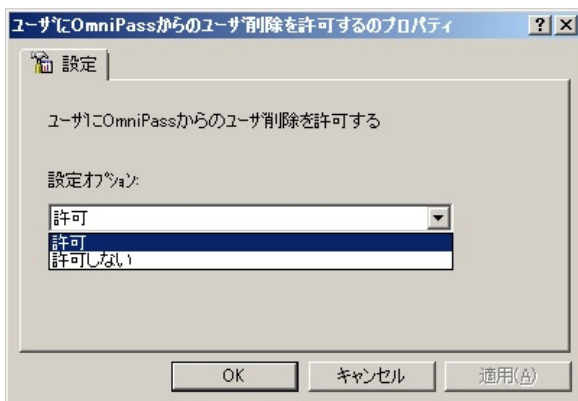 ユーザにOmniPassからのユーザ削除を許可するのプロパティ
設定
ユーザにOmniPassからのユーザ削除を許可する
設定オプション:
許可
許可
許可しない
OK
キャンセル
適用(A)